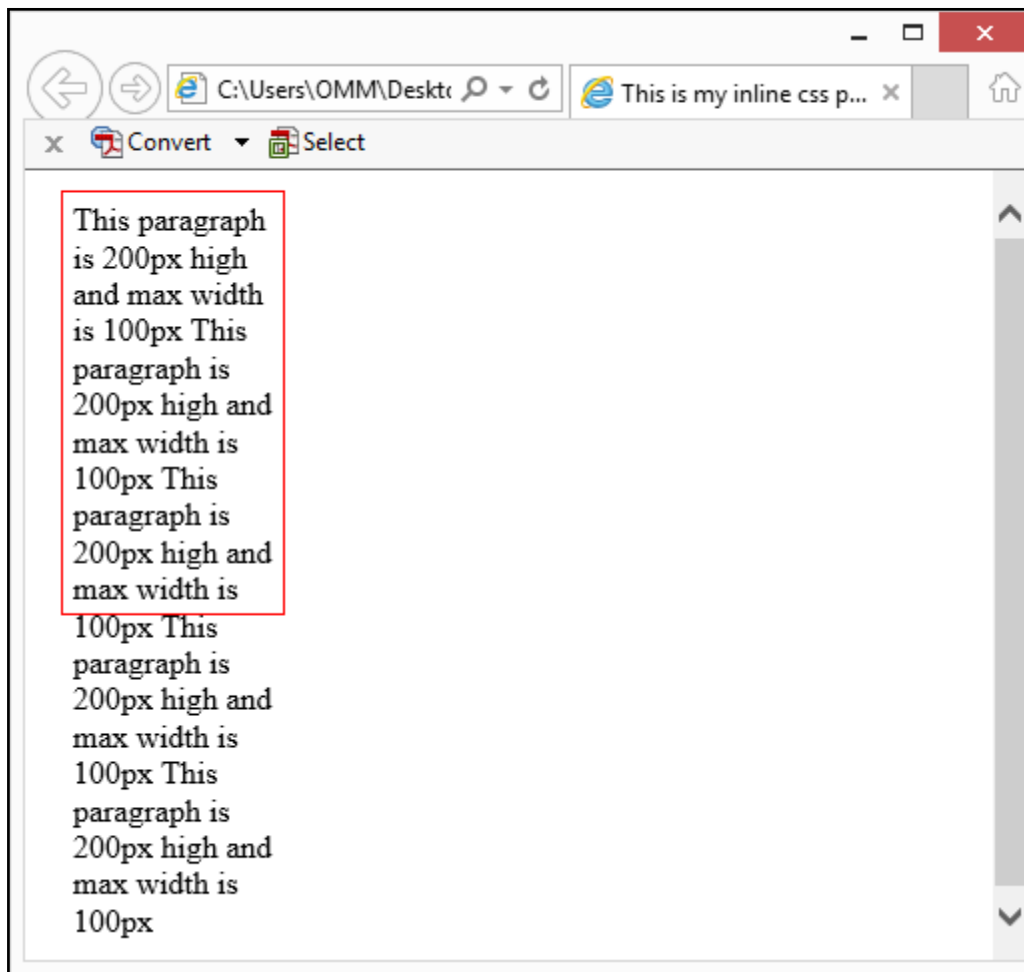 C:\Users\OMM\Deskt
This is my inline css p...
Convert
Select
This paragraph
is 200px high
and max width
is 100px This
paragraph is
200px high and
max width is
100px This
paragraph is
200px high and
max width is
100px This
paragraph is
200px high and
max width is
100px This
paragraph is
200px high and
max width is
100px